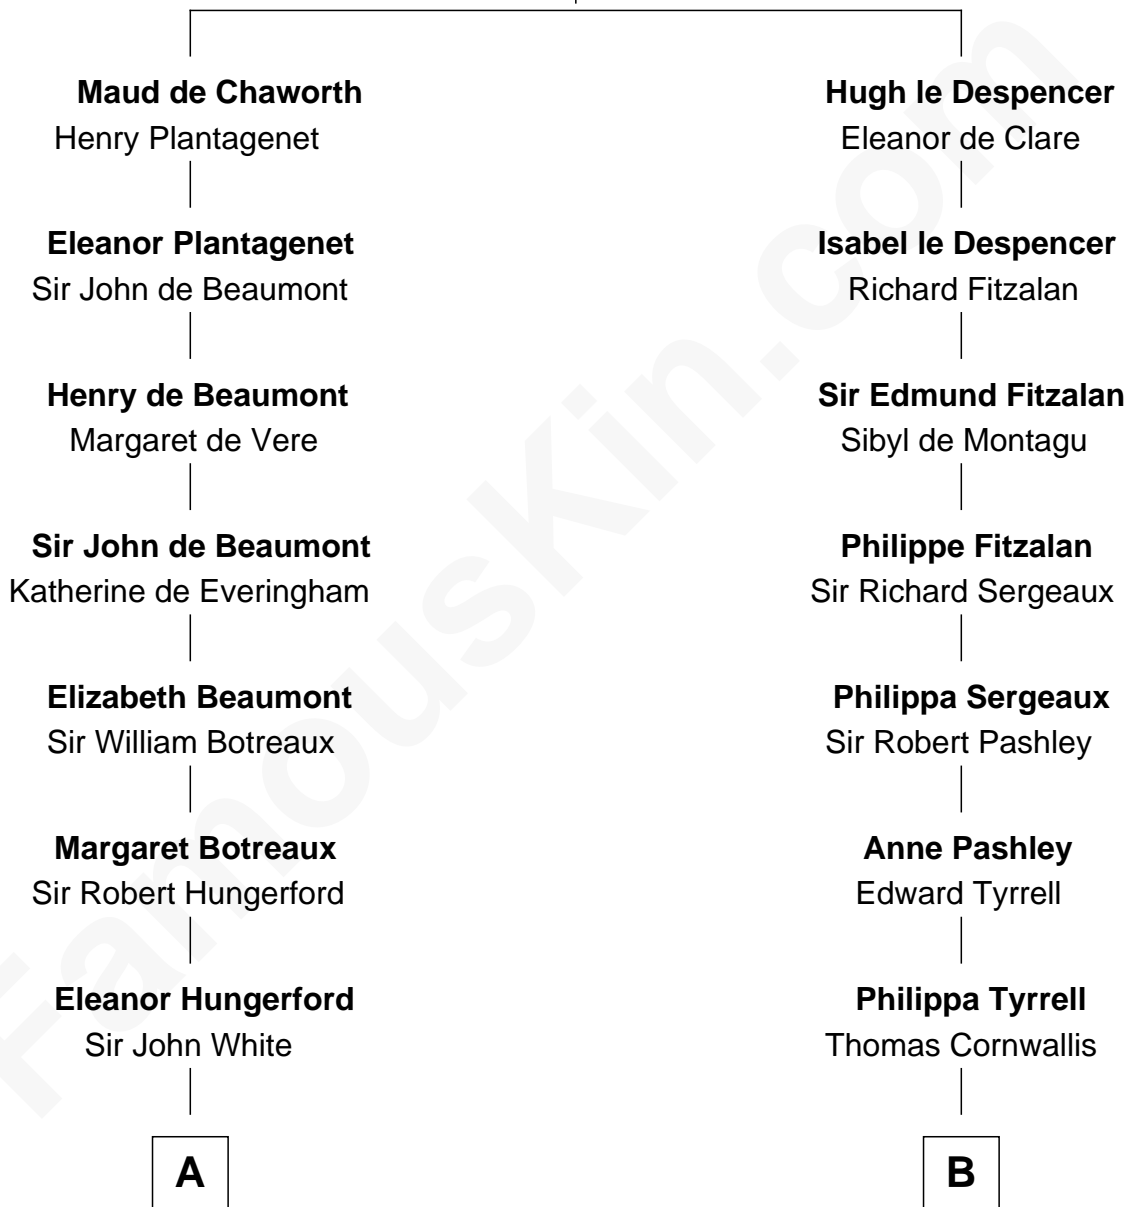 Maud de Chaworth
Henry Plantagenet
Eleanor Plantagenet
Sir John de Beaumont
Henry de Beaumont
Margaret de Vere
Sir John de Beaumont
Katherine de Everingham
Elizabeth Beaumont
Sir William Botreaux
Margaret Botreaux
Sir Robert Hungerford
Eleanor Hungerford
Sir John White
A
Hugh le Despencer
Eleanor de Clare
Isabel le Despencer
Richard Fitzalan
Sir Edmund Fitzalan
Sibyl de Montagu
Philippe Fitzalan
Sir Richard Sergeaux
Philippa Sergeaux
Sir Robert Pashley
Anne Pashley
Edward Tyrrell
Philippa Tyrrell
Thomas Cornwallis
B
FamousKin.com